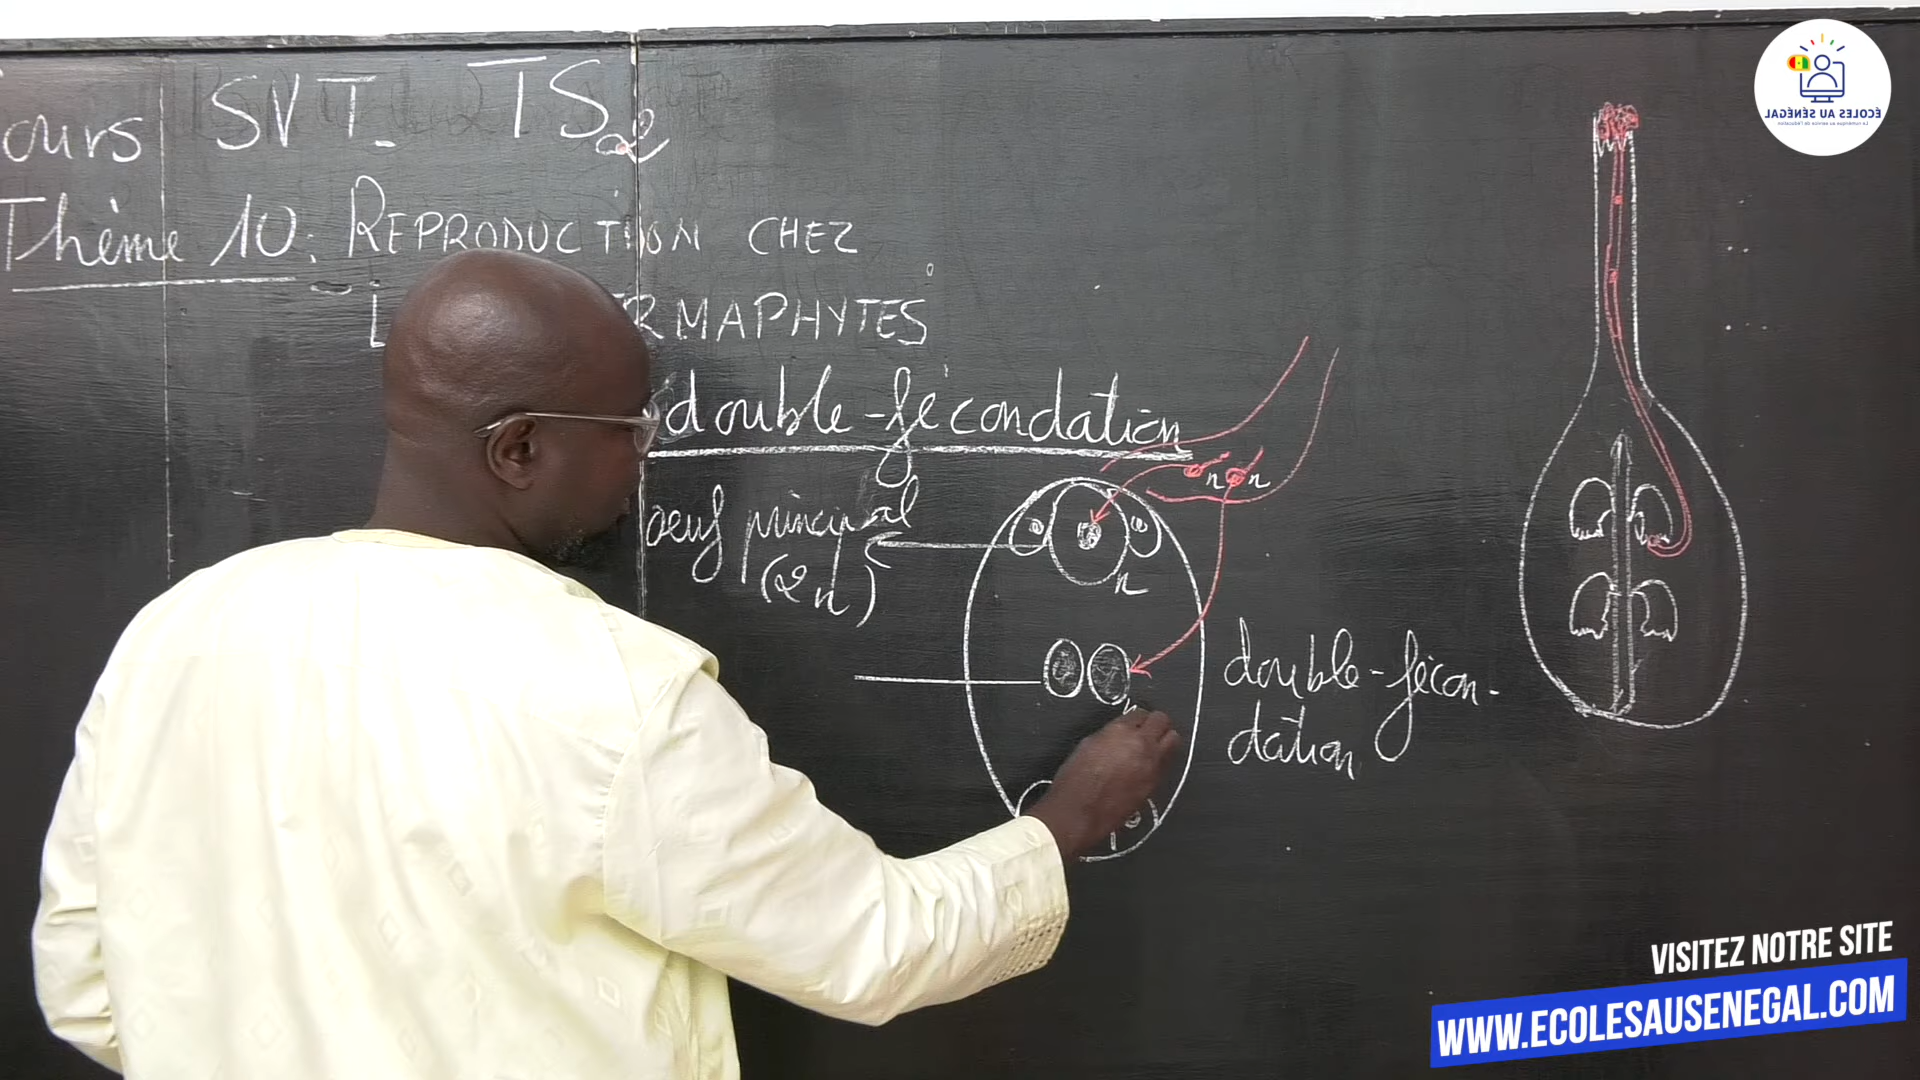 ours SVT - TS2
Thème 10: REPRODUCTION CHEZ
RMAPHYTES
double-fécondation
oeuf principal
(2n)
n n
n
n
double-fécon-
dation
ÉCOLES AU SÉNÉGAL
VISITEZ NOTRE SITE
WWW.ECOLESAUSENEGAL.COM